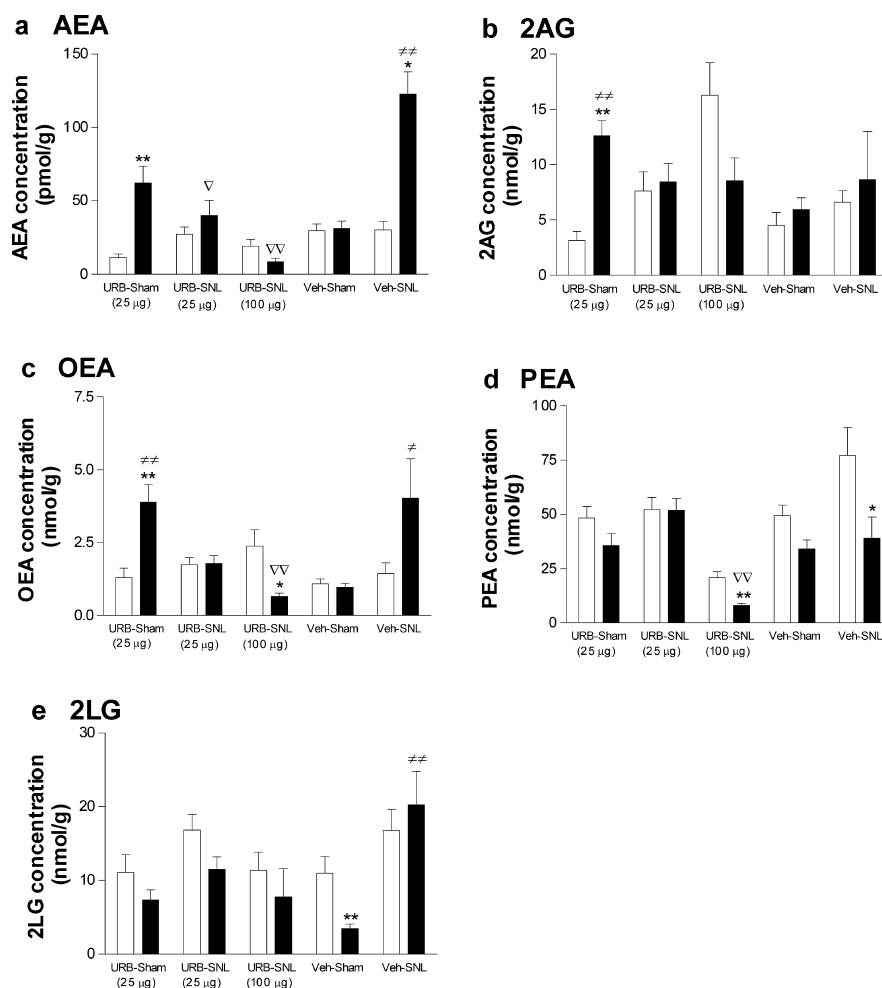 a AEA
AEA concentration
(pmol/g)
150
100
50
0
**
∇
∇∇
≠≠
*
URB-Sham
(25 µg)
URB-SNL
(25 µg)
URB-SNL
(100 µg)
Veh-Sham
Veh-SNL
b 2AG
2AG concentration
(nmol/g)
20
15
10
5
0
≠≠
**
URB-Sham
(25 µg)
URB-SNL
(25 µg)
URB-SNL
(100 µg)
Veh-Sham
Veh-SNL
c OEA
OEA concentration
(nmol/g)
7.5
5.0
2.5
0.0
≠≠
**
∇∇
*
≠
URB-Sham
(25 µg)
URB-SNL
(25 µg)
URB-SNL
(100 µg)
Veh-Sham
Veh-SNL
d PEA
PEA concentration
(nmol/g)
100
75
50
25
0
∇∇
**
*
URB-Sham
(25 µg)
URB-SNL
(25 µg)
URB-SNL
(100 µg)
Veh-Sham
Veh-SNL
e 2LG
2LG concentration
(nmol/g)
30
20
10
0
**
≠≠
URB-Sham
(25 µg)
URB-SNL
(25 µg)
URB-SNL
(100 µg)
Veh-Sham
Veh-SNL